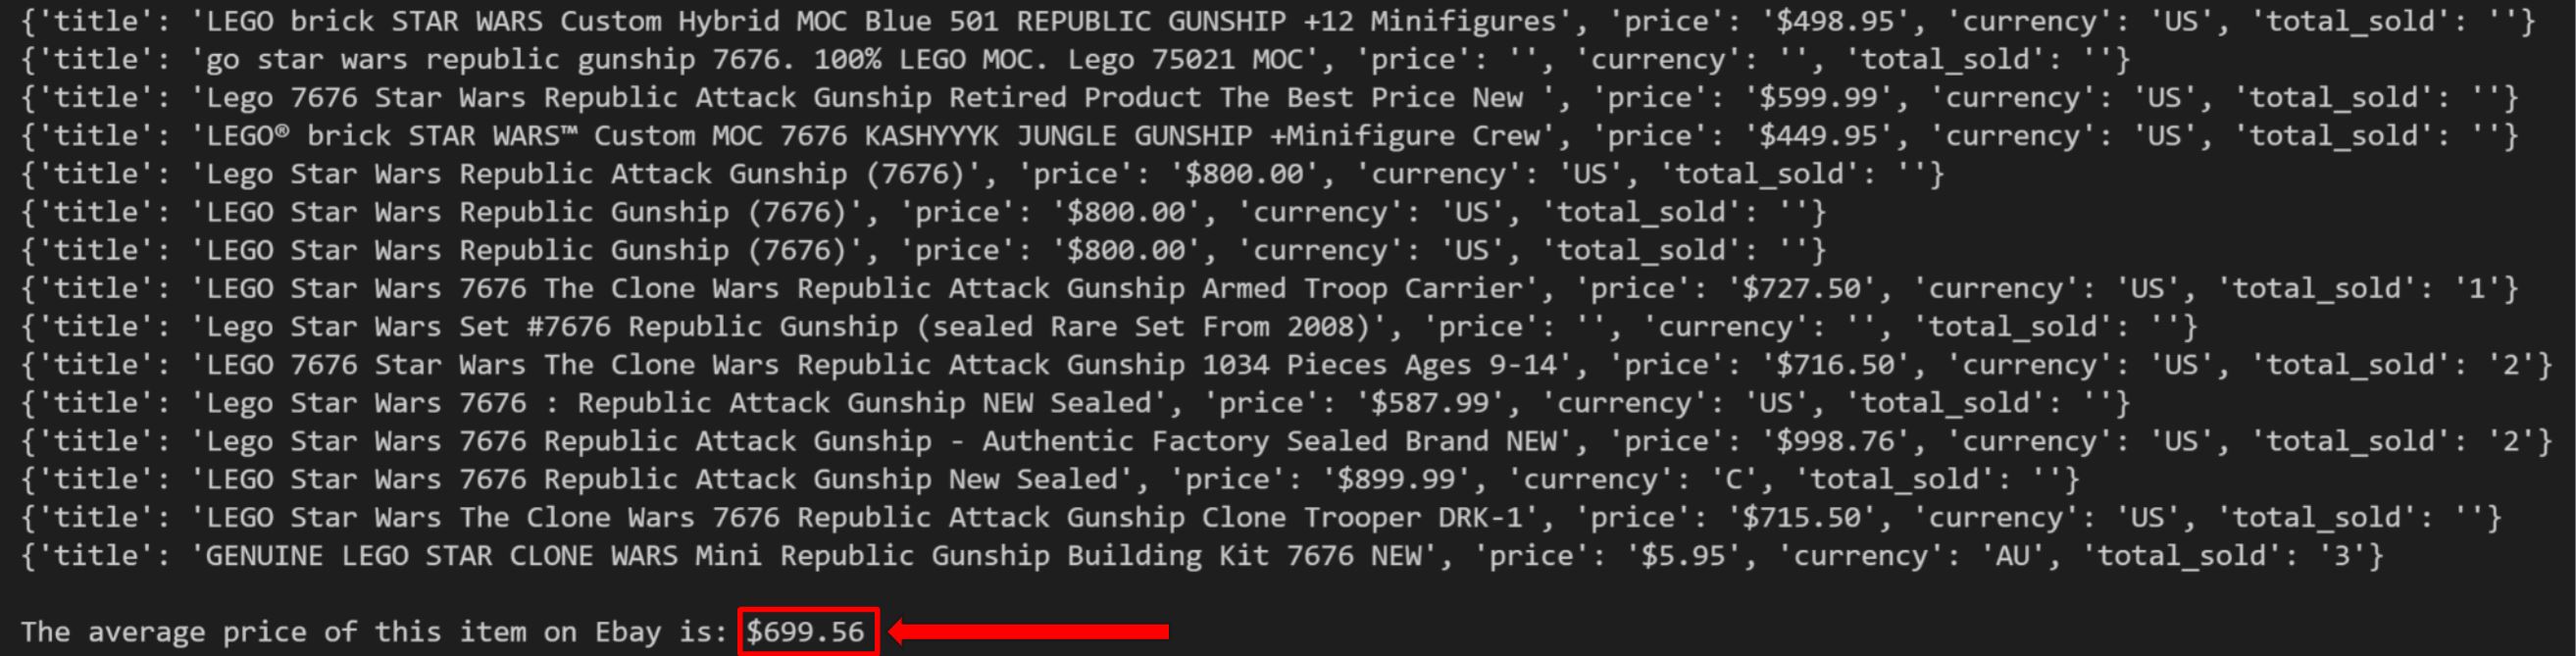 {'title': 'LEGO brick STAR WARS Custom Hybrid MOC Blue 501 REPUBLIC GUNSHIP +12 Minifigures', 'price': '$498.95', 'currency': 'US', 'total_sold': ''}
{'title': 'go star wars republic gunship 7676. 100% LEGO MOC. Lego 75021 MOC', 'price': '', 'currency': '', 'total_sold': ''}
{'title': 'Lego 7676 Star Wars Republic Attack Gunship Retired Product The Best Price New ', 'price': '$599.99', 'currency': 'US', 'total_sold': ''}
{'title': 'LEGO® brick STAR WARS™ Custom MOC 7676 KASHYYYK JUNGLE GUNSHIP +Minifigure Crew', 'price': '$449.95', 'currency': 'US', 'total_sold': ''}
{'title': 'Lego Star Wars Republic Attack Gunship (7676)', 'price': '$800.00', 'currency': 'US', 'total_sold': ''}
{'title': 'LEGO Star Wars Republic Gunship (7676)', 'price': '$800.00', 'currency': 'US', 'total_sold': ''}
{'title': 'LEGO Star Wars Republic Gunship (7676)', 'price': '$800.00', 'currency': 'US', 'total_sold': ''}
{'title': 'LEGO Star Wars 7676 The Clone Wars Republic Attack Gunship Armed Troop Carrier', 'price': '$727.50', 'currency': 'US', 'total_sold': '1'}
{'title': 'Lego Star Wars Set #7676 Republic Gunship (sealed Rare Set From 2008)', 'price': '', 'currency': '', 'total_sold': ''}
{'title': 'LEGO 7676 Star Wars The Clone Wars Republic Attack Gunship 1034 Pieces Ages 9-14', 'price': '$716.50', 'currency': 'US', 'total_sold': '2'}
{'title': 'Lego Star Wars 7676 : Republic Attack Gunship NEW Sealed', 'price': '$587.99', 'currency': 'US', 'total_sold': ''}
{'title': 'Lego Star Wars 7676 Republic Attack Gunship - Authentic Factory Sealed Brand NEW', 'price': '$998.76', 'currency': 'US', 'total_sold': '2'}
{'title': 'LEGO Star Wars 7676 Republic Attack Gunship New Sealed', 'price': '$899.99', 'currency': 'C', 'total_sold': ''}
{'title': 'LEGO Star Wars The Clone Wars 7676 Republic Attack Gunship Clone Trooper DRK-1', 'price': '$715.50', 'currency': 'US', 'total_sold': ''}
{'title': 'GENUINE LEGO STAR CLONE WARS Mini Republic Gunship Building Kit 7676 NEW', 'price': '$5.95', 'currency': 'AU', 'total_sold': '3'}
The average price of this item on Ebay is: $699.56